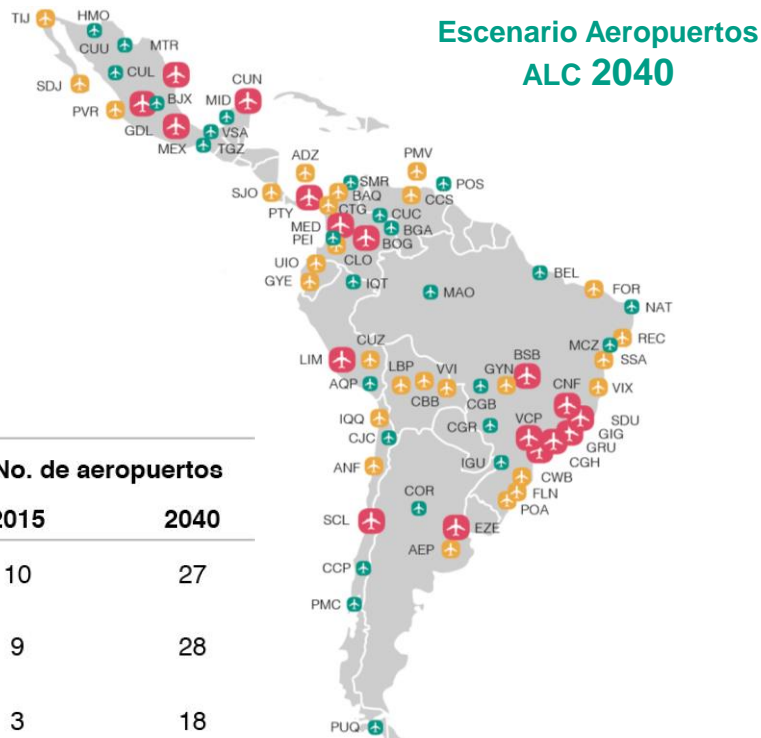 Escenario Aeropuertos
ALC 2040
TIJ
HMO
CUU
MTR
CUL
SDJ
CUN
BJX
MID
PVR
GDL
VSA
MEX
TGZ
ADZ
PMV
SMR
POS
SJO
BAQ
CCS
CTG
PTY
CUC
MED
BGA
PEI
BOG
CLO
UIO
GYE
IQT
BEL
MAO
FOR
NAT
CUZ
REC
MCZ
LIM
BSB
SSA
LBP
VVI
GYN
AQP
CNF
VIX
CBB
CGB
IQQ
VCP
SDU
CGR
GIG
CJC
GRU
IGU
CGH
ANF
CWB
COR
FLN
POA
SCL
EZE
AEP
CCP
PMC
PUQ
No. de aeropuertos
2015 2040
10 27
9 28
3 18